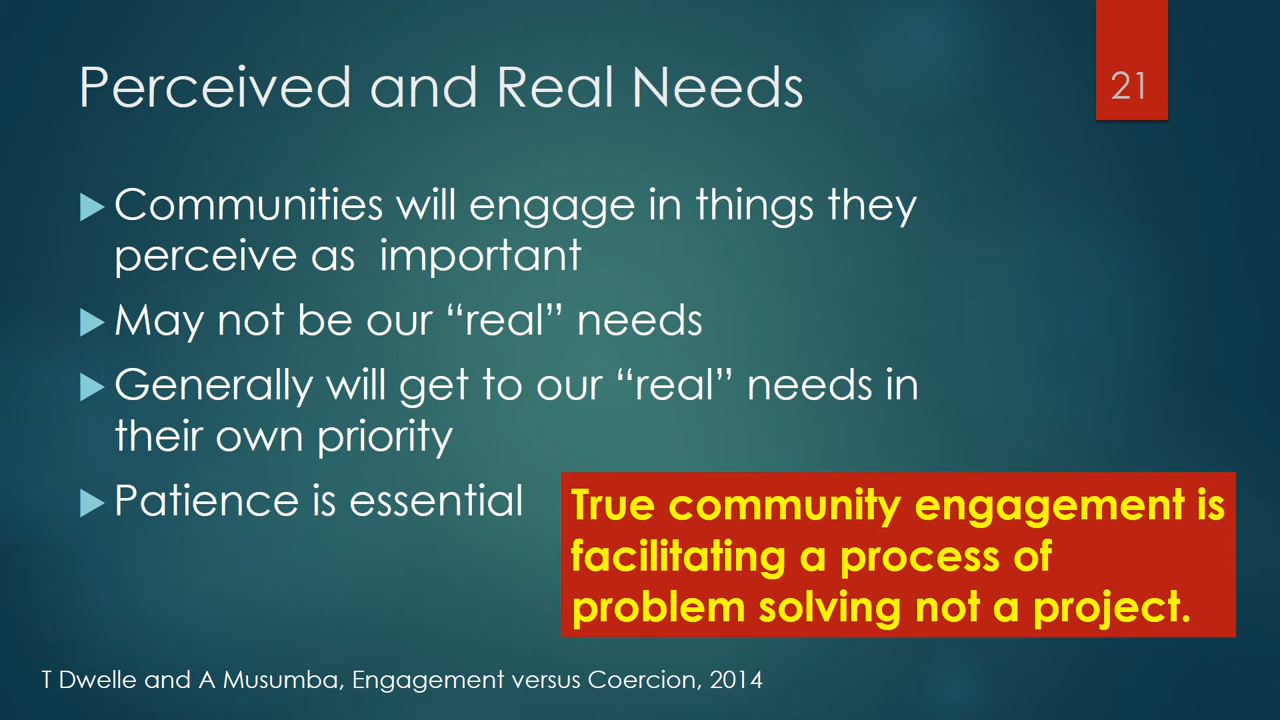 Perceived and Real Needs
21
Communities will engage in things they
perceive as  important
May not be our “real” needs
Generally will get to our “real” needs in
their own priority
Patience is essential
True community engagement is
facilitating a process of
problem solving not a project.
T Dwelle and A Musumba, Engagement versus Coercion, 2014